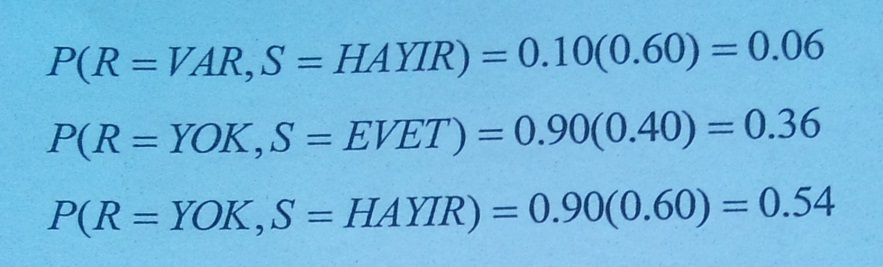 P(R = VAR, S = HAYIR) = 0.10(0.60) = 0.06
P(R = YOK, S = EVET) = 0.90(0.40) = 0.36
P(R = YOK, S = HAYIR) = 0.90(0.60) = 0.54